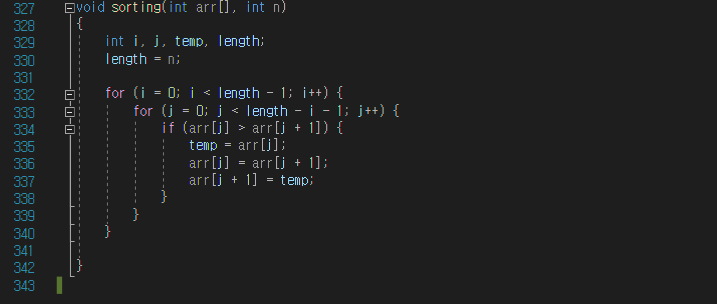 327 void sorting(int arr[], int n)
328 {
329 int i, j, temp, length;
330 length = n;
331
332 for (i = 0; i < length - 1; i++) {
333 for (j = 0; j < length - i - 1; j++) {
334 if (arr[j] > arr[j + 1]) {
335 temp = arr[j];
336 arr[j] = arr[j + 1];
337 arr[j + 1] = temp;
338 }
339 }
340 }
341
342 }
343